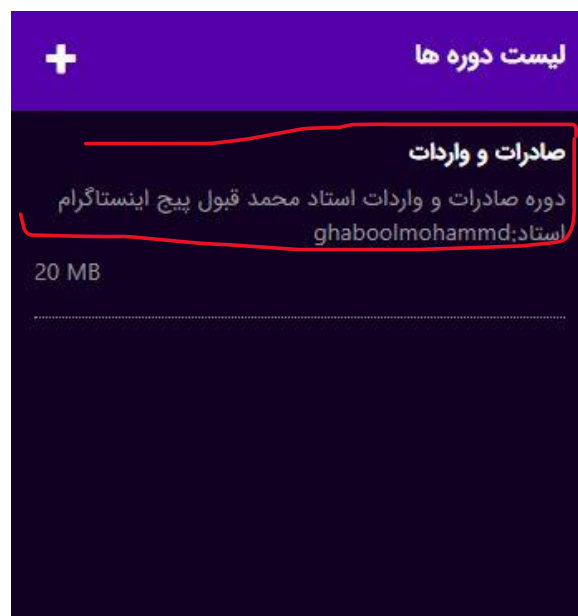 لیست دوره ها
صادرات و واردات
دوره صادرات و واردات استاد محمد قبول پیج اینستاگرام
استاد:ghaboolmohammd
20 MB